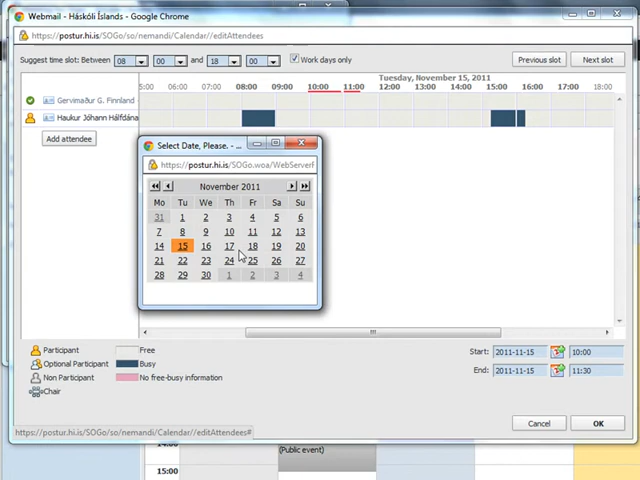 Webmail - Háskóli Íslands - Google Chrome
https://postur.hi.is/SOGo/so/nemandi/Calendar//editAttendees
Suggest time slot: Between 08 00 and 18 00 Work days only Previous slot Next slot
Tuesday, November 15, 2011
5:00 06:00 07:00 08:00 09:00 10:00 11:00 12:00 13:00 14:00 15:00 16:00 17:00 18:00
Gervimaður G. Finnland
Haukur Jóhann Hálfdána
Add attendee
Select Date, Please. - ...
https://postur.hi.is/SOGo.woa/WebServerR
November 2011
Mo Tu We Th Fr Sa Su
31 1 2 3 4 5 6
7 8 9 10 11 12 13
14 15 16 17 18 19 20
21 22 23 24 25 26 27
28 29 30 1 2 3 4
Participant Free
Optional Participant Busy
Non Participant No free-busy information
Chair
Start: 2011-11-15 10:00
End: 2011-11-15 11:30
Cancel OK
https://postur.hi.is/SOGo/so/nemandi/Calendar//editAttendees#
(Public event)
15:00